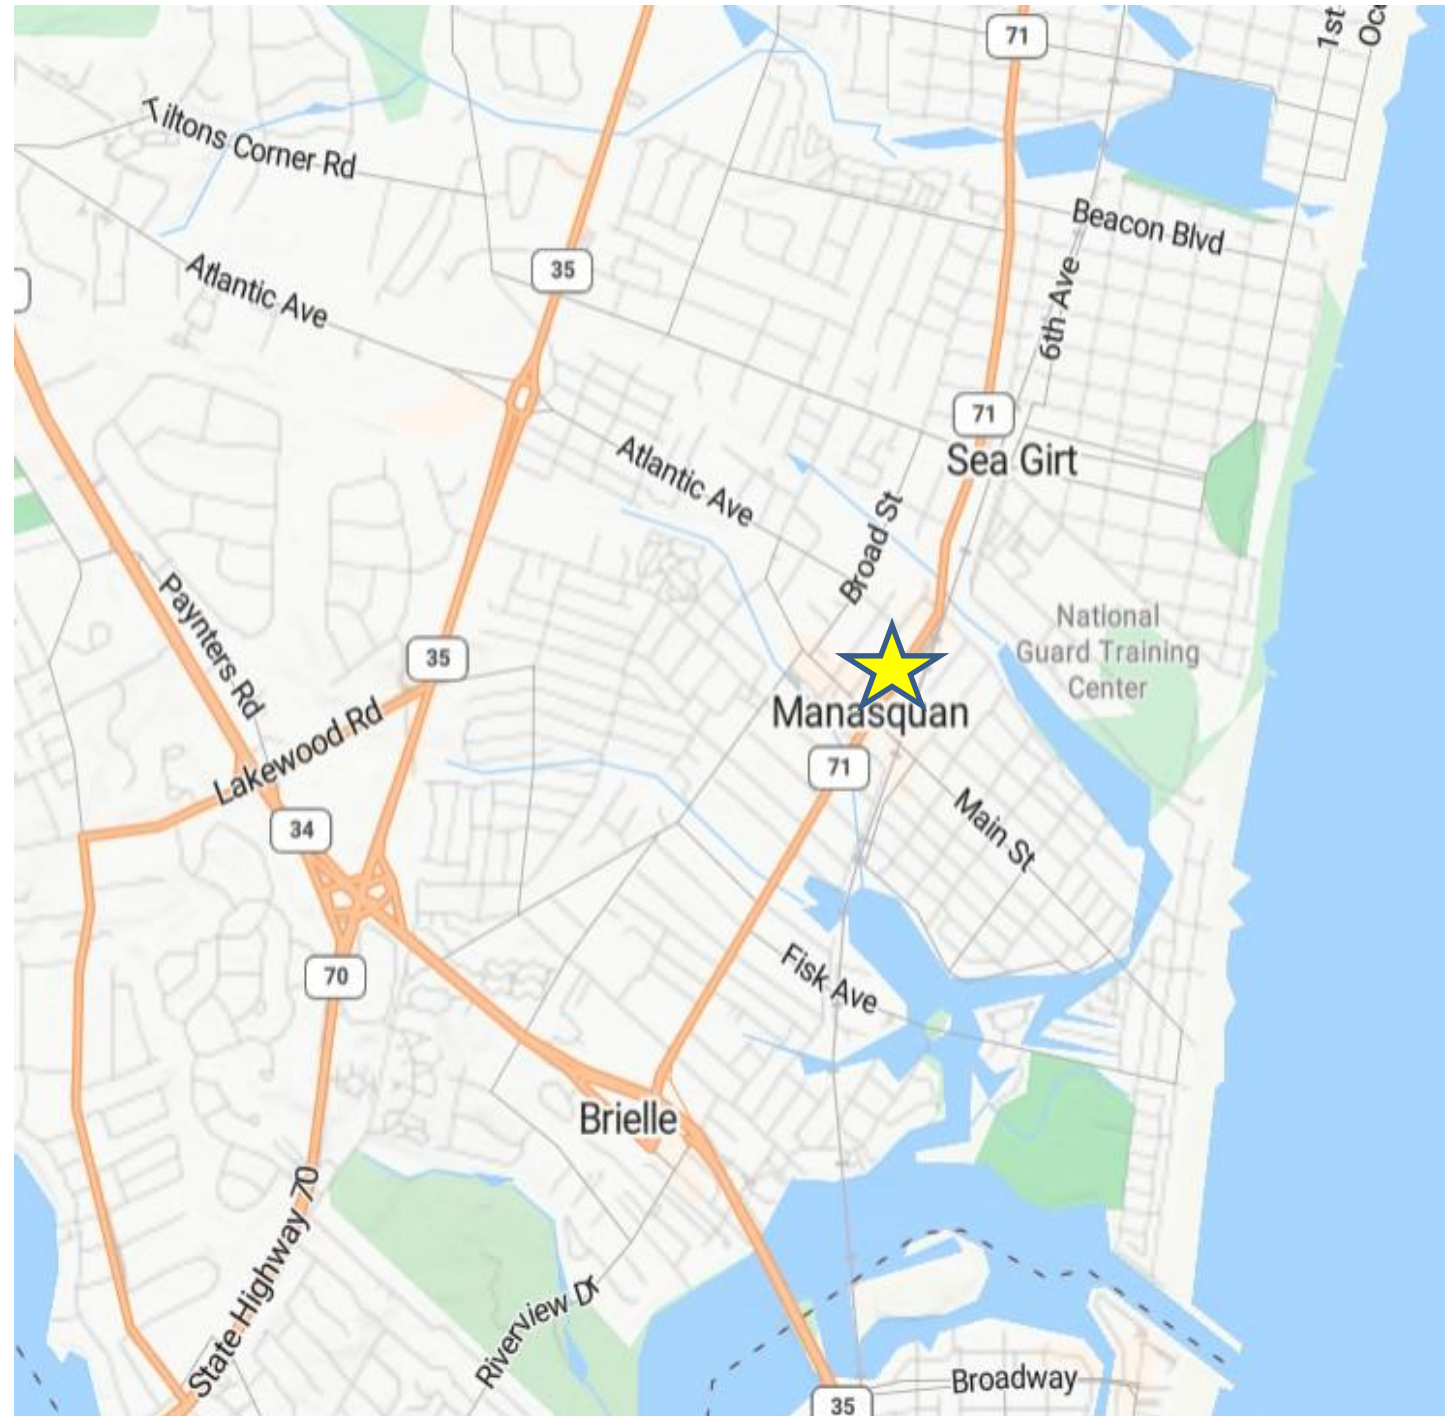 71
1st
Tiltons Corner Rd
Beacon Blvd
Atlantic Ave
35
6th Ave
71
Sea Girt
Atlantic Ave
Broad St
Paynters Rd
National
Guard Training
Center
35
Lakewood Rd
Manasquan
71
34
Main St
70
Fisk Ave
Brielle
State Highway 70
Riverview Dr
Broadway
35